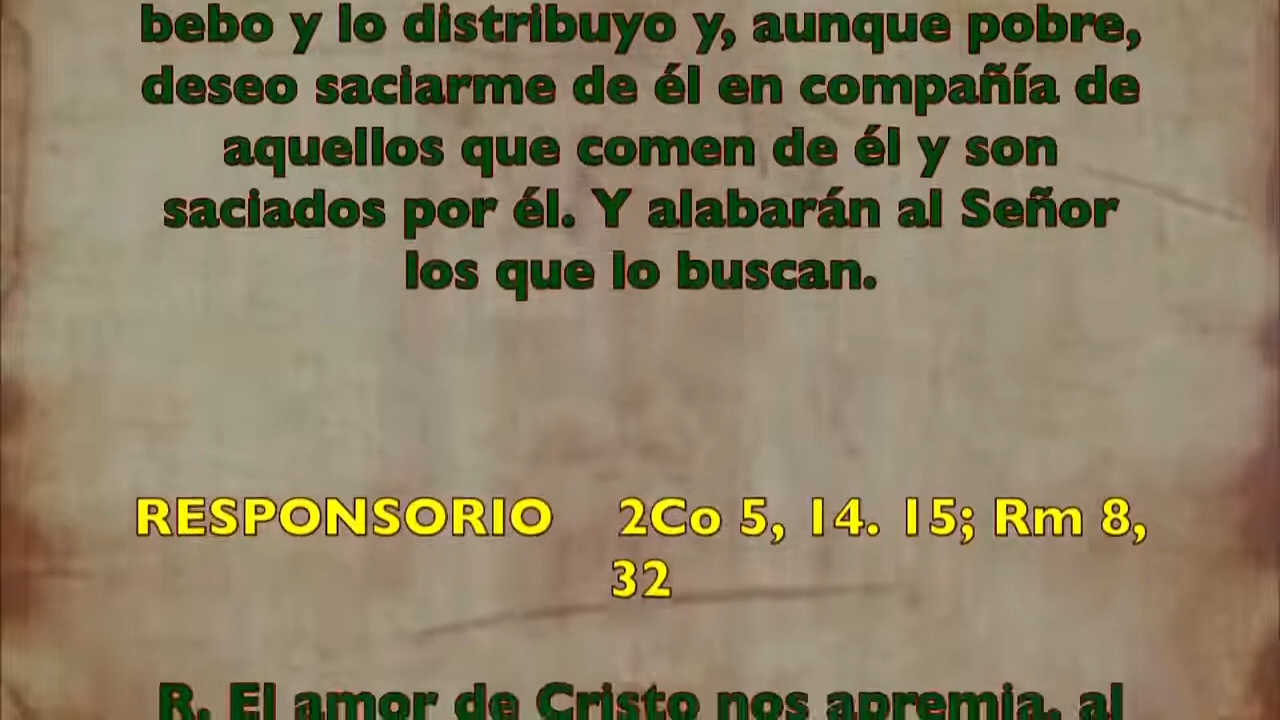 bebo y lo distribuyo y, aunque pobre,
deseo saciarme de él en compañía de
aquellos que comen de él y son
saciados por él. Y alabarán al Señor
los que lo buscan.
RESPONSORIO 2Co 5, 14. 15; Rm 8,
32
R. El amor de Cristo nos apremia, al